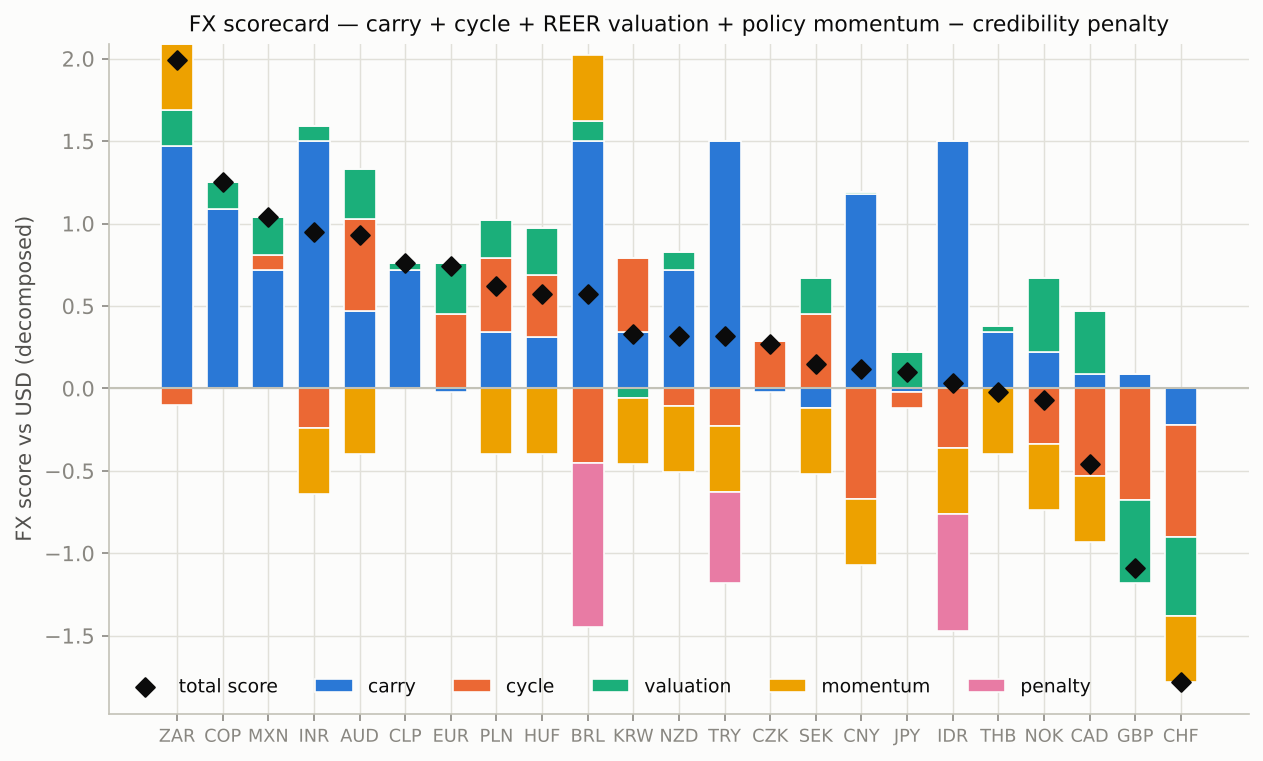 FX scorecard — carry + cycle + REER valuation + policy momentum − credibility penalty
FX score vs USD (decomposed)
2.0
1.5
1.0
0.5
0.0
−0.5
−1.0
−1.5
total score carry cycle valuation momentum penalty
ZAR COP MXN INR AUD CLP EUR PLN HUF BRL KRW NZD TRY CZK SEK CNY JPY IDR THB NOK CAD GBP CHF